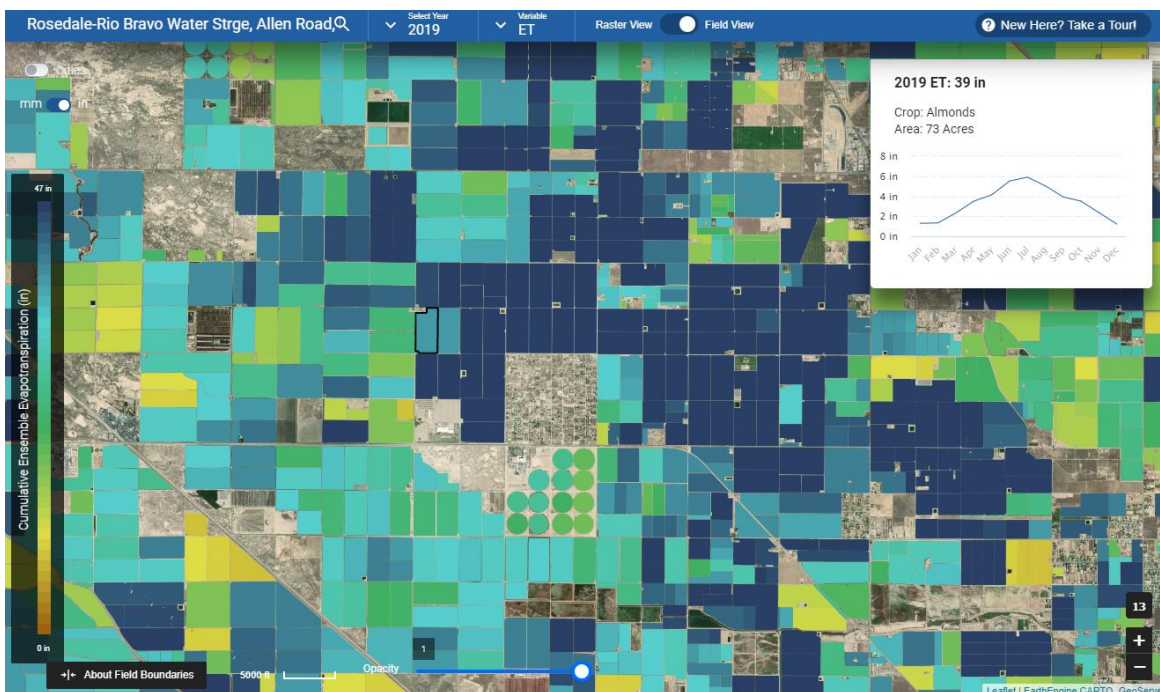 Rosedale-Rio Bravo Water Strge, Allen Road,
Select Year
2019
Variable
ET
Raster View
Field View
? New Here? Take a Tour!
mm
in
47 in
Cumulative Ensemble Evapotranspiration (in)
0 in
2019 ET: 39 in
Crop: Almonds
Area: 73 Acres
8 in
6 in
4 in
2 in
0 in
Jan
Feb
Mar
Apr
May
Jun
Jul
Aug
Sep
Oct
Nov
Dec
13
+
−
1
About Field Boundaries
5000 ft
Opacity
Leaflet | EarthEngine CARTO, GeoServ